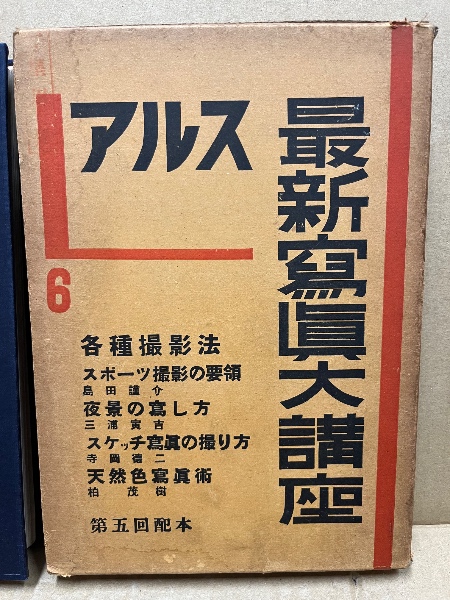 アルス
最新寫眞大講座
6
各種撮影法
スポーツ撮影の要領
島田謹介
夜景の寫し方
三浦寅吉
スケッチ寫眞の撮り方
寺岡德二
天然色寫眞術
柏茂樹
第五回配本